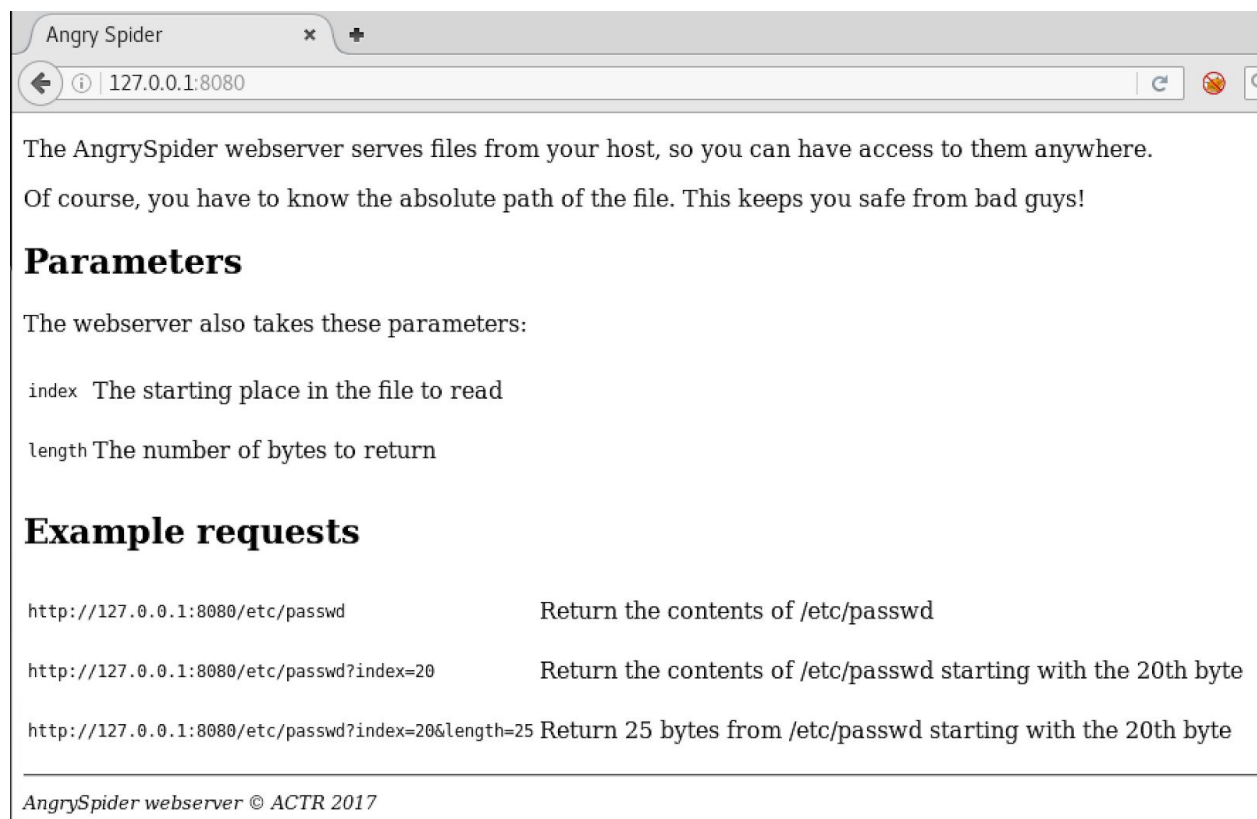 Angry Spider
127.0.0.1:8080
The AngrySpider webserver serves files from your host, so you can have access to them anywhere.
Of course, you have to know the absolute path of the file. This keeps you safe from bad guys!
Parameters
The webserver also takes these parameters:
index The starting place in the file to read
length The number of bytes to return
Example requests
http://127.0.0.1:8080/etc/passwd Return the contents of /etc/passwd
http://127.0.0.1:8080/etc/passwd?index=20 Return the contents of /etc/passwd starting with the 20th byte
http://127.0.0.1:8080/etc/passwd?index=20&length=25 Return 25 bytes from /etc/passwd starting with the 20th byte
AngrySpider webserver © ACTR 2017